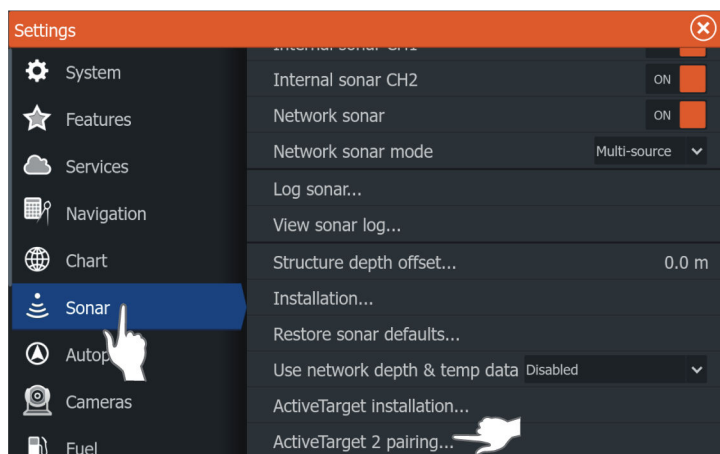 Settings
System
Features
Services
Navigation
Chart
Sonar
Cameras
Fuel
Internal sonar CH2 ON
Network sonar ON
Network sonar mode Multi-source
Log sonar...
View sonar log...
Structure depth offset... 0.0 m
Installation...
Restore sonar defaults...
Use network depth & temp data Disabled
ActiveTarget installation...
ActiveTarget 2 pairing...